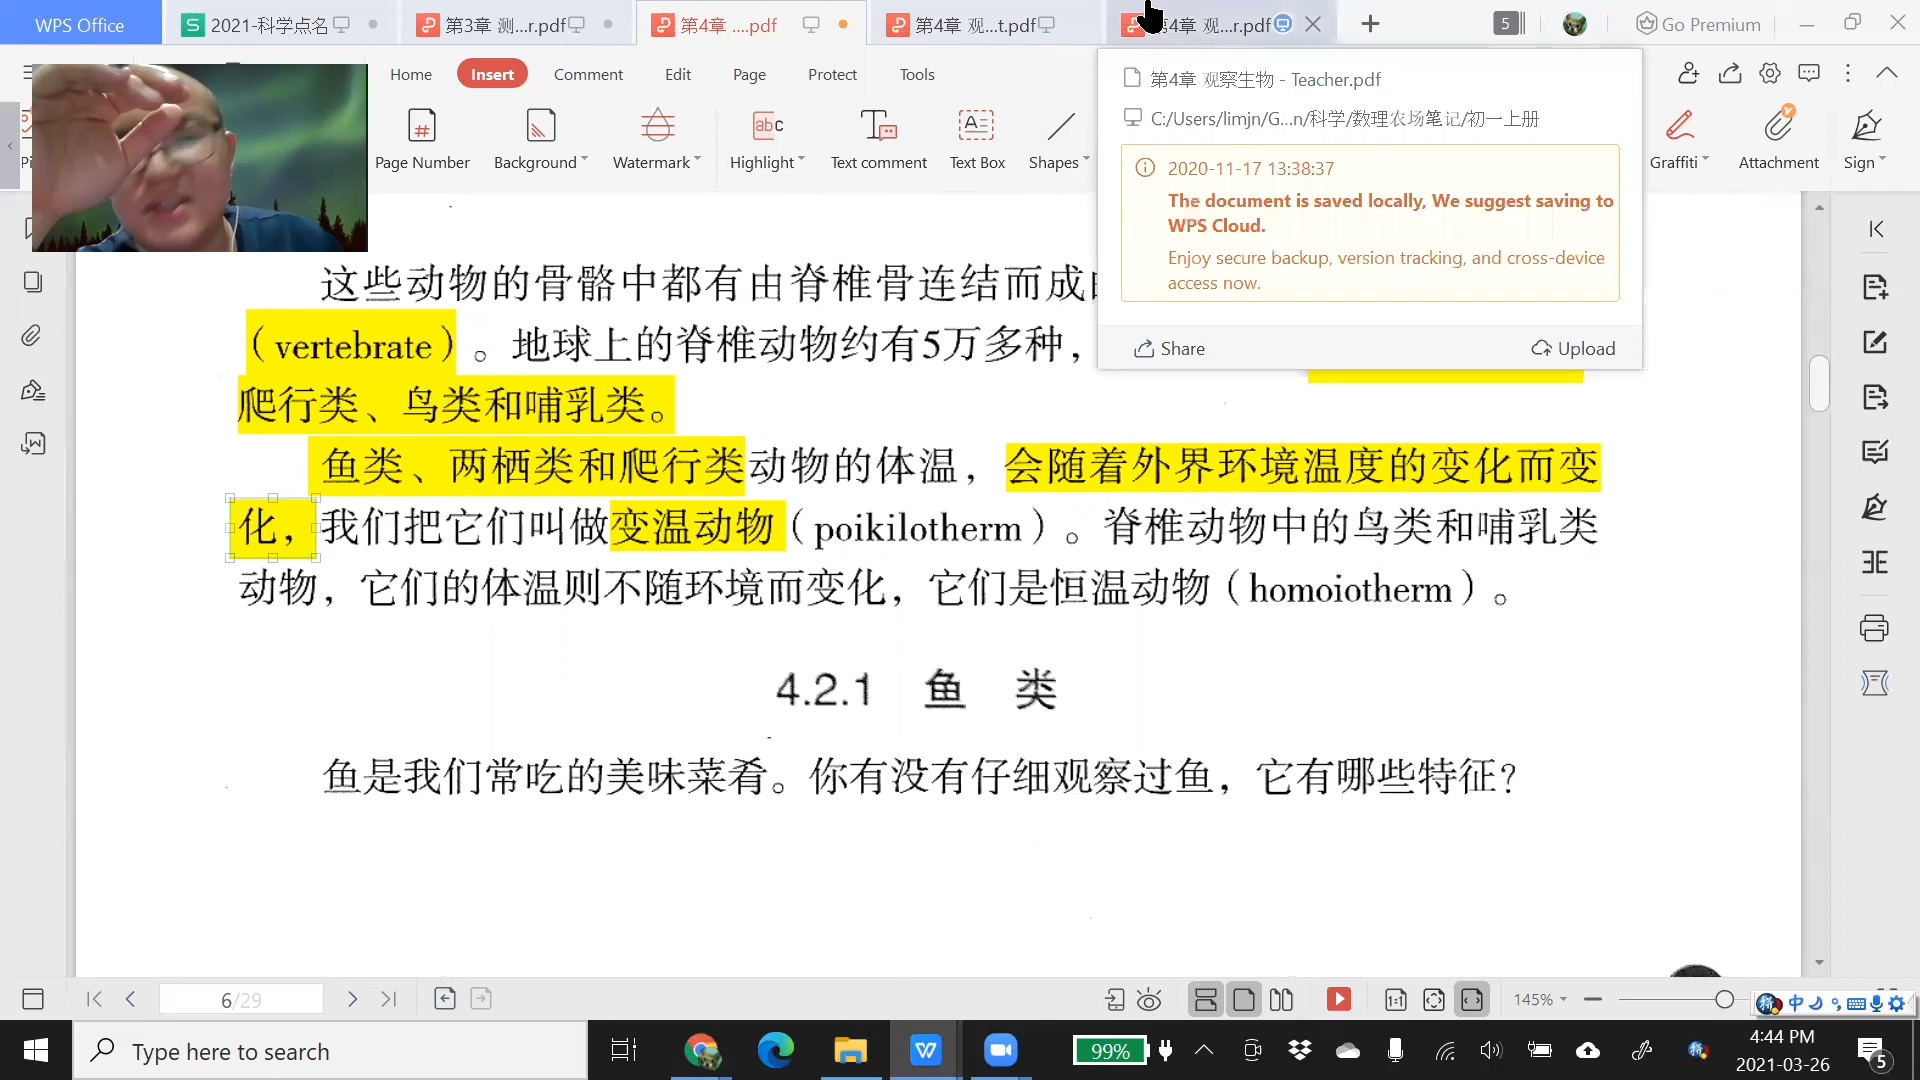 WPS Office
2021-科学点名
第3章 测...r.pdf
第4章 ....pdf
第4章 观...t.pdf
第4章 观...r.pdf
5
Go Premium
Home
Insert
Comment
Edit
Page
Protect
Tools
Page Number
Background
Watermark
Highlight
Text comment
Text Box
Shapes
Graffiti
Attachment
Sign
第4章 观察生物 - Teacher.pdf
C:/Users/limjn/G...n/科学/数理农场笔记/初一上册
2020-11-17 13:38:37
The document is saved locally, We suggest saving to
WPS Cloud.
Enjoy secure backup, version tracking, and cross-device
access now.
Share
Upload
这些动物的骨骼中都有由脊椎骨连结而成
（vertebrate）。地球上的脊椎动物约有5万多种，
爬行类、鸟类和哺乳类。
鱼类、两栖类和爬行类动物的体温，会随着外界环境温度的变化而变
化，我们把它们叫做变温动物（poikilotherm）。脊椎动物中的鸟类和哺乳类
动物，它们的体温则不随环境而变化，它们是恒温动物（homoiotherm）。
4.2.1 鱼 类
鱼是我们常吃的美味菜肴。你有没有仔细观察过鱼，它有哪些特征？
6/29
145%
中
Type here to search
99%
4:44 PM
2021-03-26
5